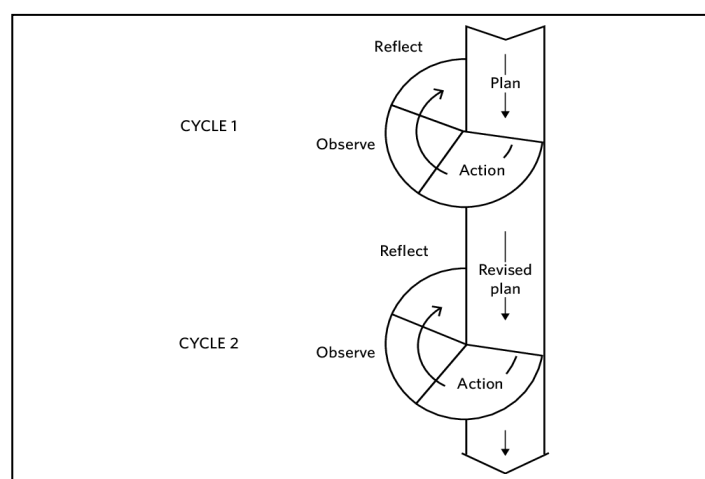 Reflect
Plan
CYCLE 1
Observe
Action
Reflect
Revised
plan
CYCLE 2
Observe
Action